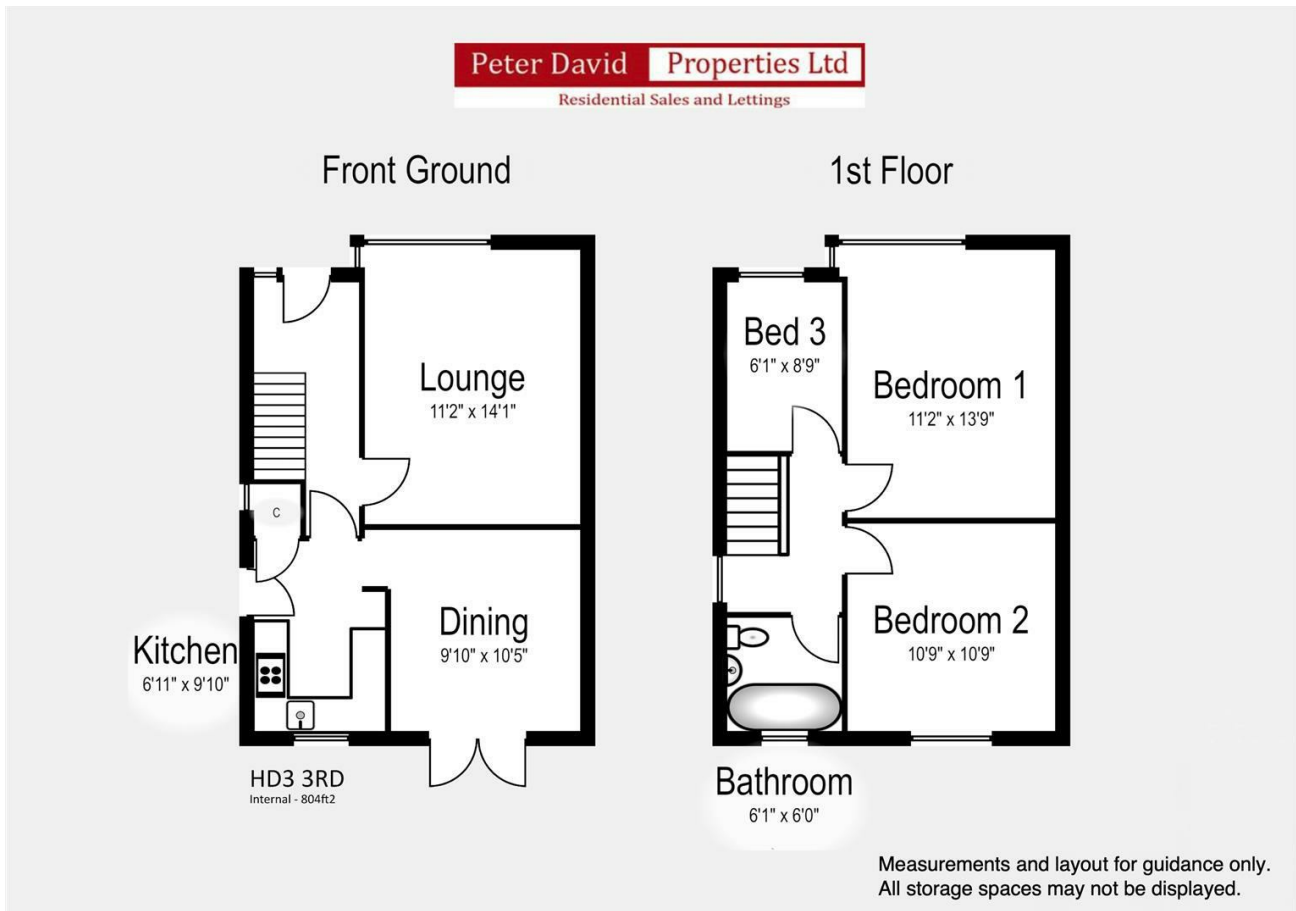 Peter David Properties Ltd
Residential Sales and Lettings
Front Ground
1st Floor
Lounge
11'2" x 14'1"
C
Dining
9'10" x 10'5"
Kitchen
6'11" x 9'10"
HD3 3RD
Internal - 804ft2
Bed 3
6'1" x 8'9"
Bedroom 1
11'2" x 13'9"
Bedroom 2
10'9" x 10'9"
Bathroom
6'1" x 6'0"
Measurements and layout for guidance only.
All storage spaces may not be displayed.